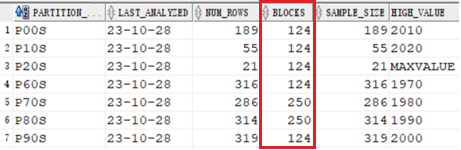 PARTITION_... LAST_ANALYZED NUM_ROWS BLOCKS SAMPLE_SIZE HIGH_VALUE
1 P00S 23-10-28 189 124 189 2010
2 P10S 23-10-28 55 124 55 2020
3 P20S 23-10-28 21 124 21 MAXVALUE
4 P60S 23-10-28 316 124 316 1970
5 P70S 23-10-28 286 250 286 1980
6 P80S 23-10-28 314 250 314 1990
7 P90S 23-10-28 319 124 319 2000